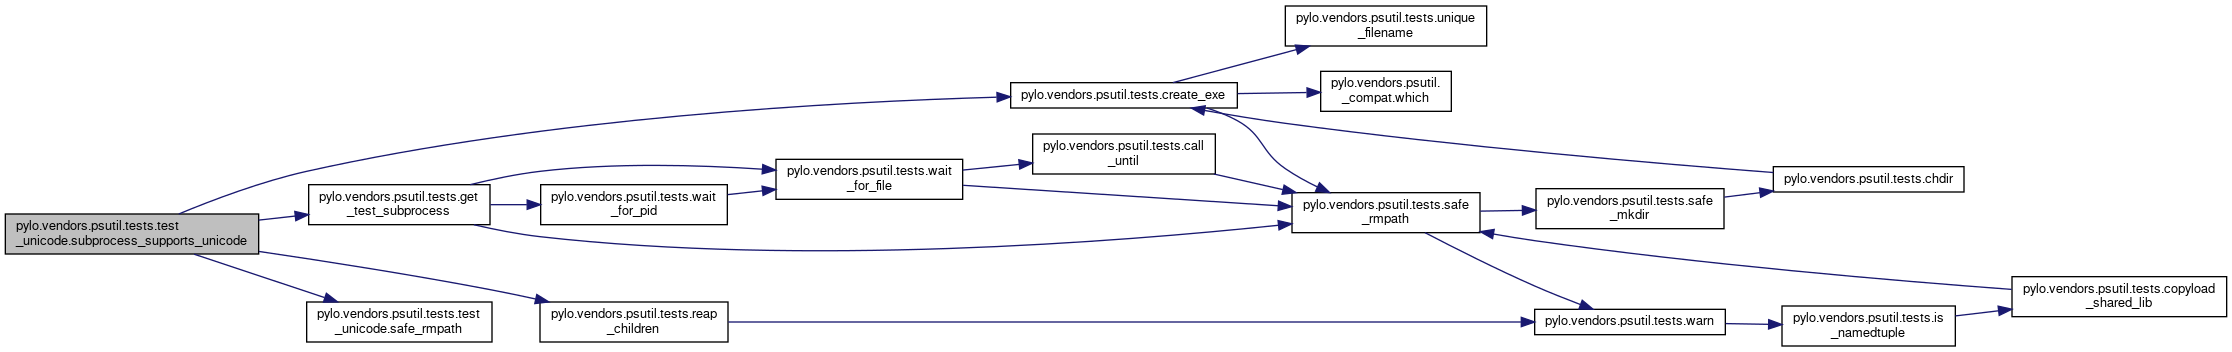 pylo.vendors.psutil.tests.test
_unicode.subprocess_supports_unicode
pylo.vendors.psutil.tests.get
_test_subprocess
pylo.vendors.psutil.tests.test
_unicode.safe_rmpath
pylo.vendors.psutil.tests.wait
_for_pid
pylo.vendors.psutil.tests.reap
_children
pylo.vendors.psutil.tests.wait
_for_file
pylo.vendors.psutil.tests.create_exe
pylo.vendors.psutil.tests.call
_until
pylo.vendors.psutil.tests.unique
_filename
pylo.vendors.psutil.
_compat.which
pylo.vendors.psutil.tests.safe
_rmpath
pylo.vendors.psutil.tests.safe
_mkdir
pylo.vendors.psutil.tests.warn
pylo.vendors.psutil.tests.chdir
pylo.vendors.psutil.tests.is
_namedtuple
pylo.vendors.psutil.tests.copyload
_shared_lib